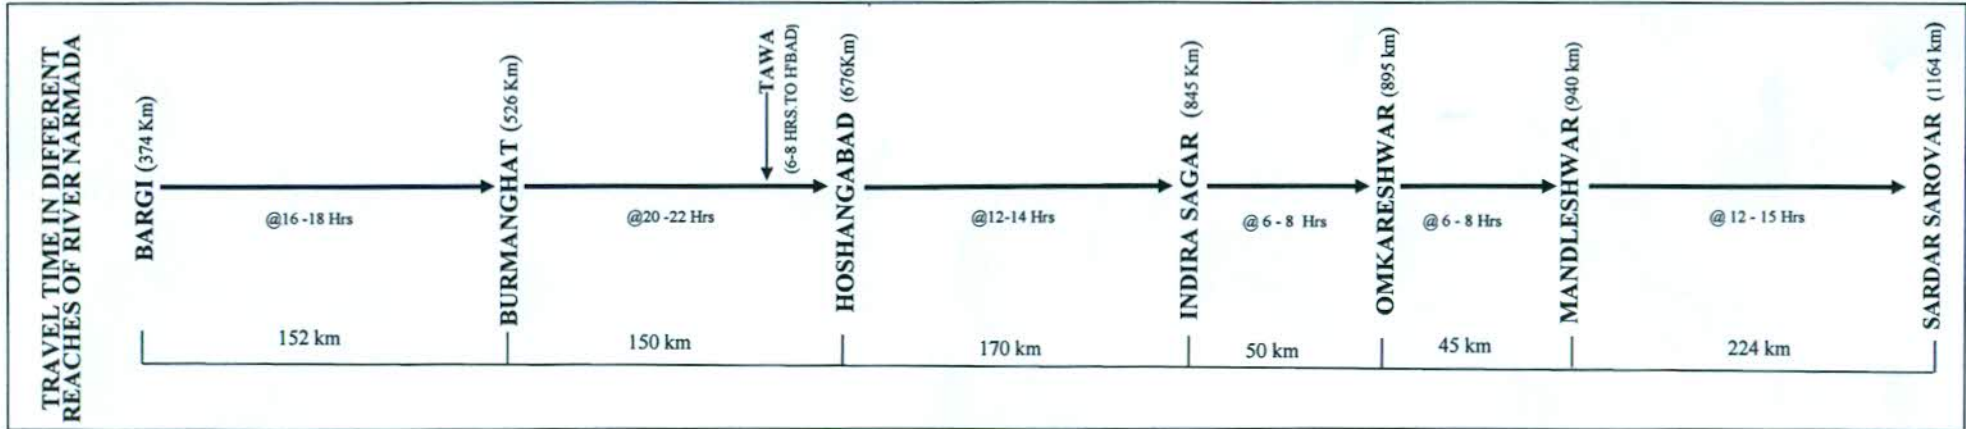 TRAVEL TIME IN DIFFERENT
REACHES OF RIVER NARMADA
BARGI (374 Km)
@16 -18 Hrs
BURMANGHAT (526 Km)
@20 -22 Hrs
TAWA
(6-8 HRS.TO H'BAD)
HOSHANGABAD (676Km)
@12-14 Hrs
INDIRA SAGAR (845 Km)
@ 6 - 8 Hrs
OMKARESHWAR (895 km)
@ 6 - 8 Hrs
MANDLESHWAR (940 km)
@ 12 - 15 Hrs
SARDAR SAROVAR (1164 km)
152 km
150 km
170 km
50 km
45 km
224 km